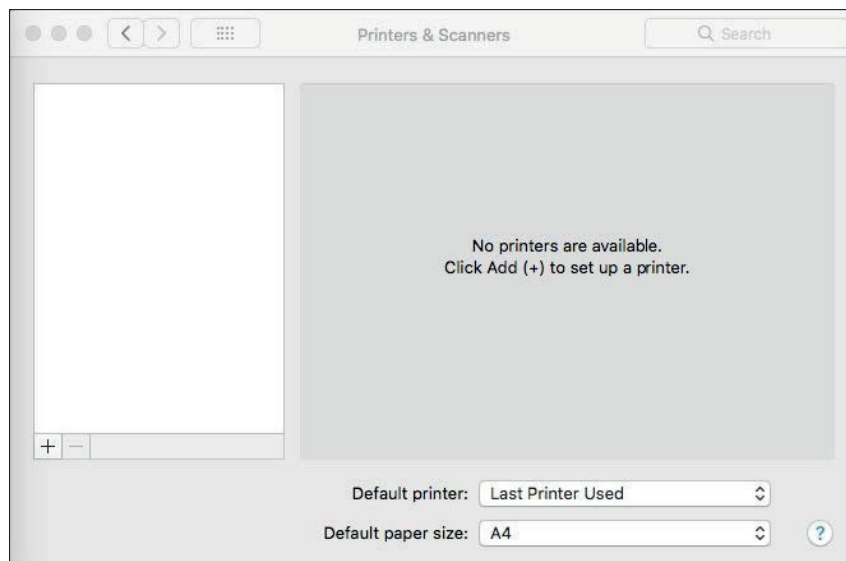 Printers & Scanners
Search
No printers are available.
Click Add (+) to set up a printer.
+ −
Default printer: Last Printer Used
Default paper size: A4
?